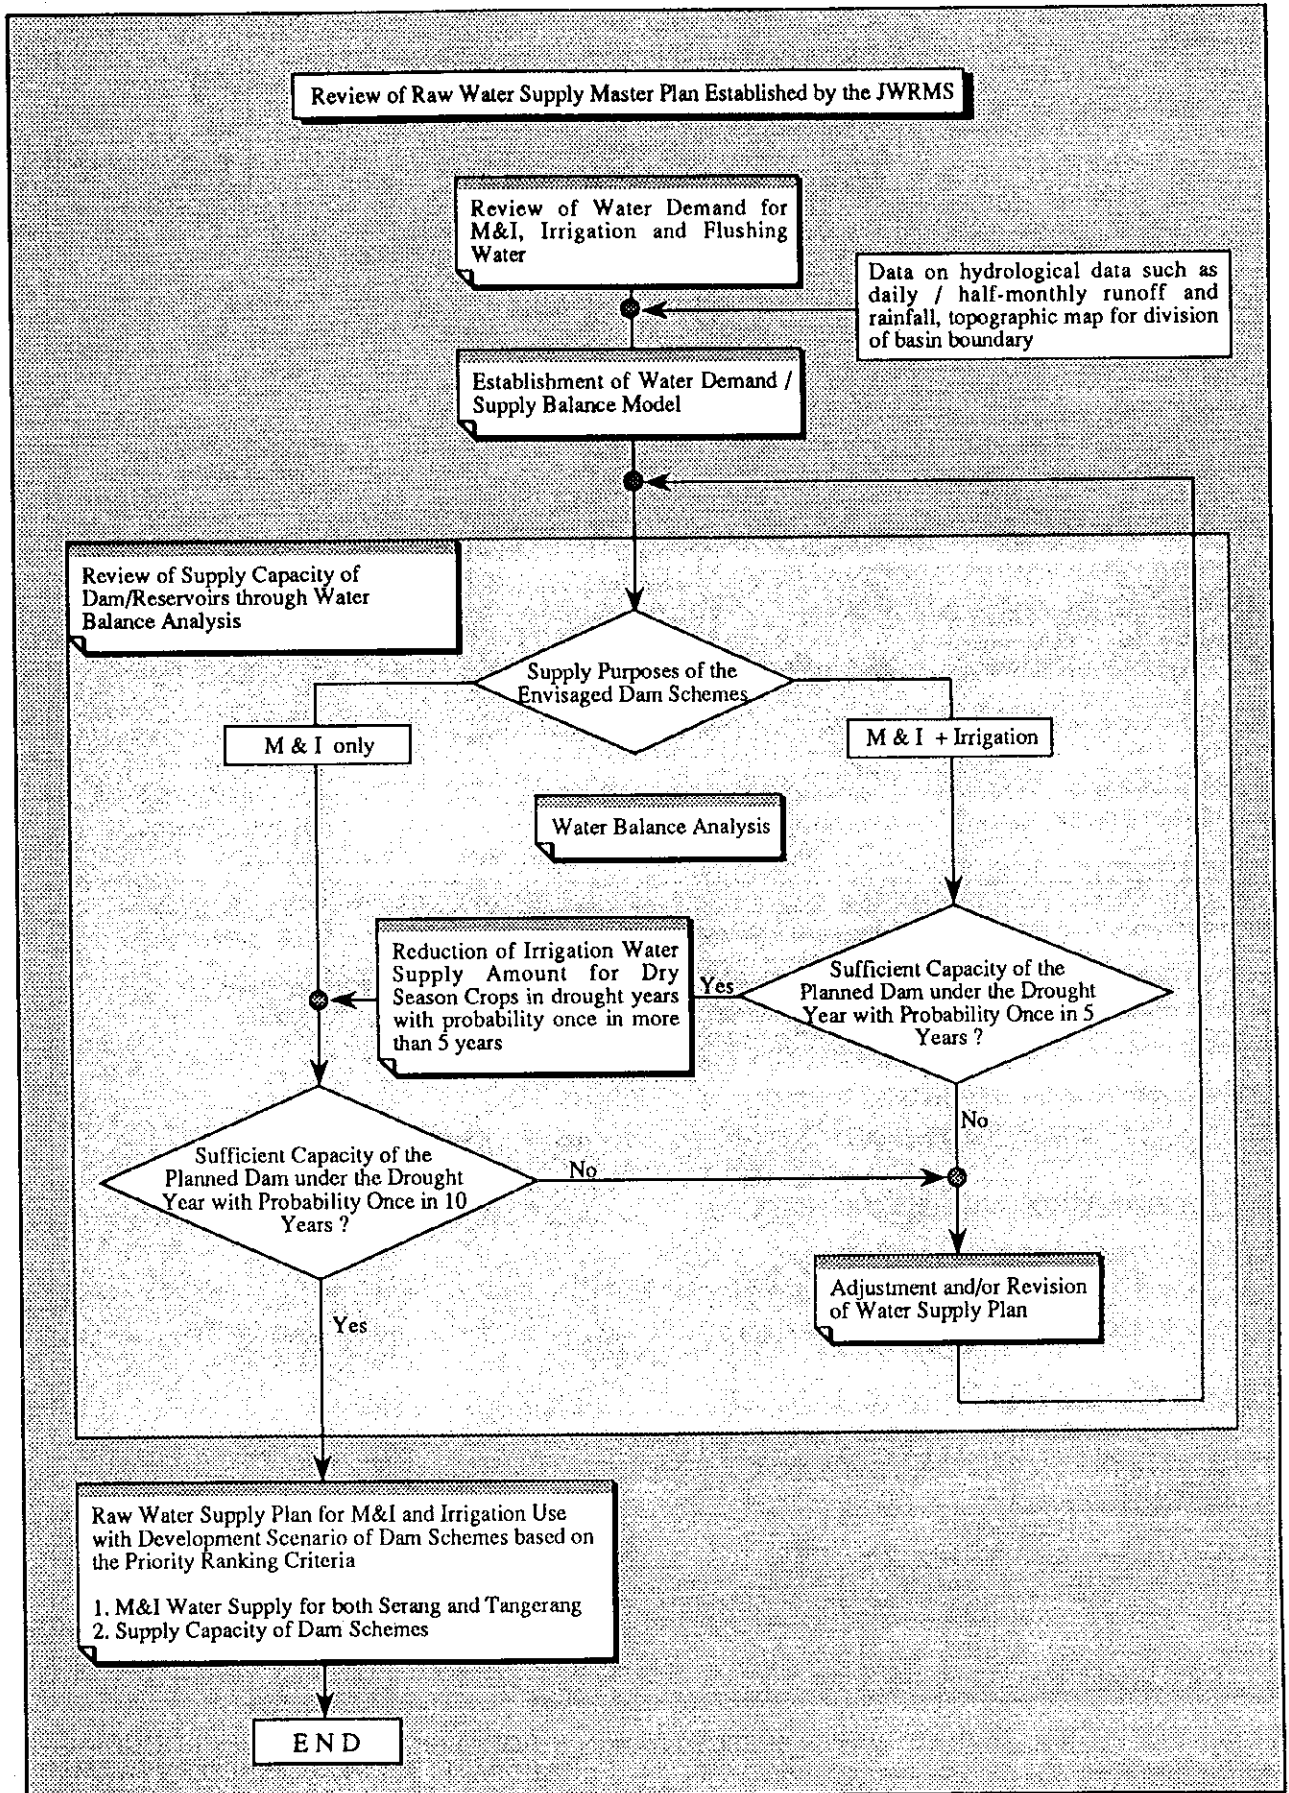 Review of Raw Water Supply Master Plan Established by the JWRMS
Review of Water Demand for
M&I, Irrigation and Flushing
Water
Data on hydrological data such as
daily / half-monthly runoff and
rainfall, topographic map for division
of basin boundary
Establishment of Water Demand /
Supply Balance Model
Review of Supply Capacity of
Dam/Reservoirs through Water
Balance Analysis
Supply Purposes of the
Envisaged Dam Schemes
M & I only
M & I + Irrigation
Water Balance Analysis
Reduction of Irrigation Water
Supply Amount for Dry
Season Crops in drought years
with probability once in more
than 5 years
Yes
Sufficient Capacity of the
Planned Dam under the Drought
Year with Probability Once in 5
Years ?
No
Sufficient Capacity of the
Planned Dam under the Drought
Year with Probability Once in 10
Years ?
No
Yes
Adjustment and/or Revision
of Water Supply Plan
Raw Water Supply Plan for M&I and Irrigation Use
with Development Scenario of Dam Schemes based on
the Priority Ranking Criteria
1. M&I Water Supply for both Serang and Tangerang
2. Supply Capacity of Dam Schemes
E N D